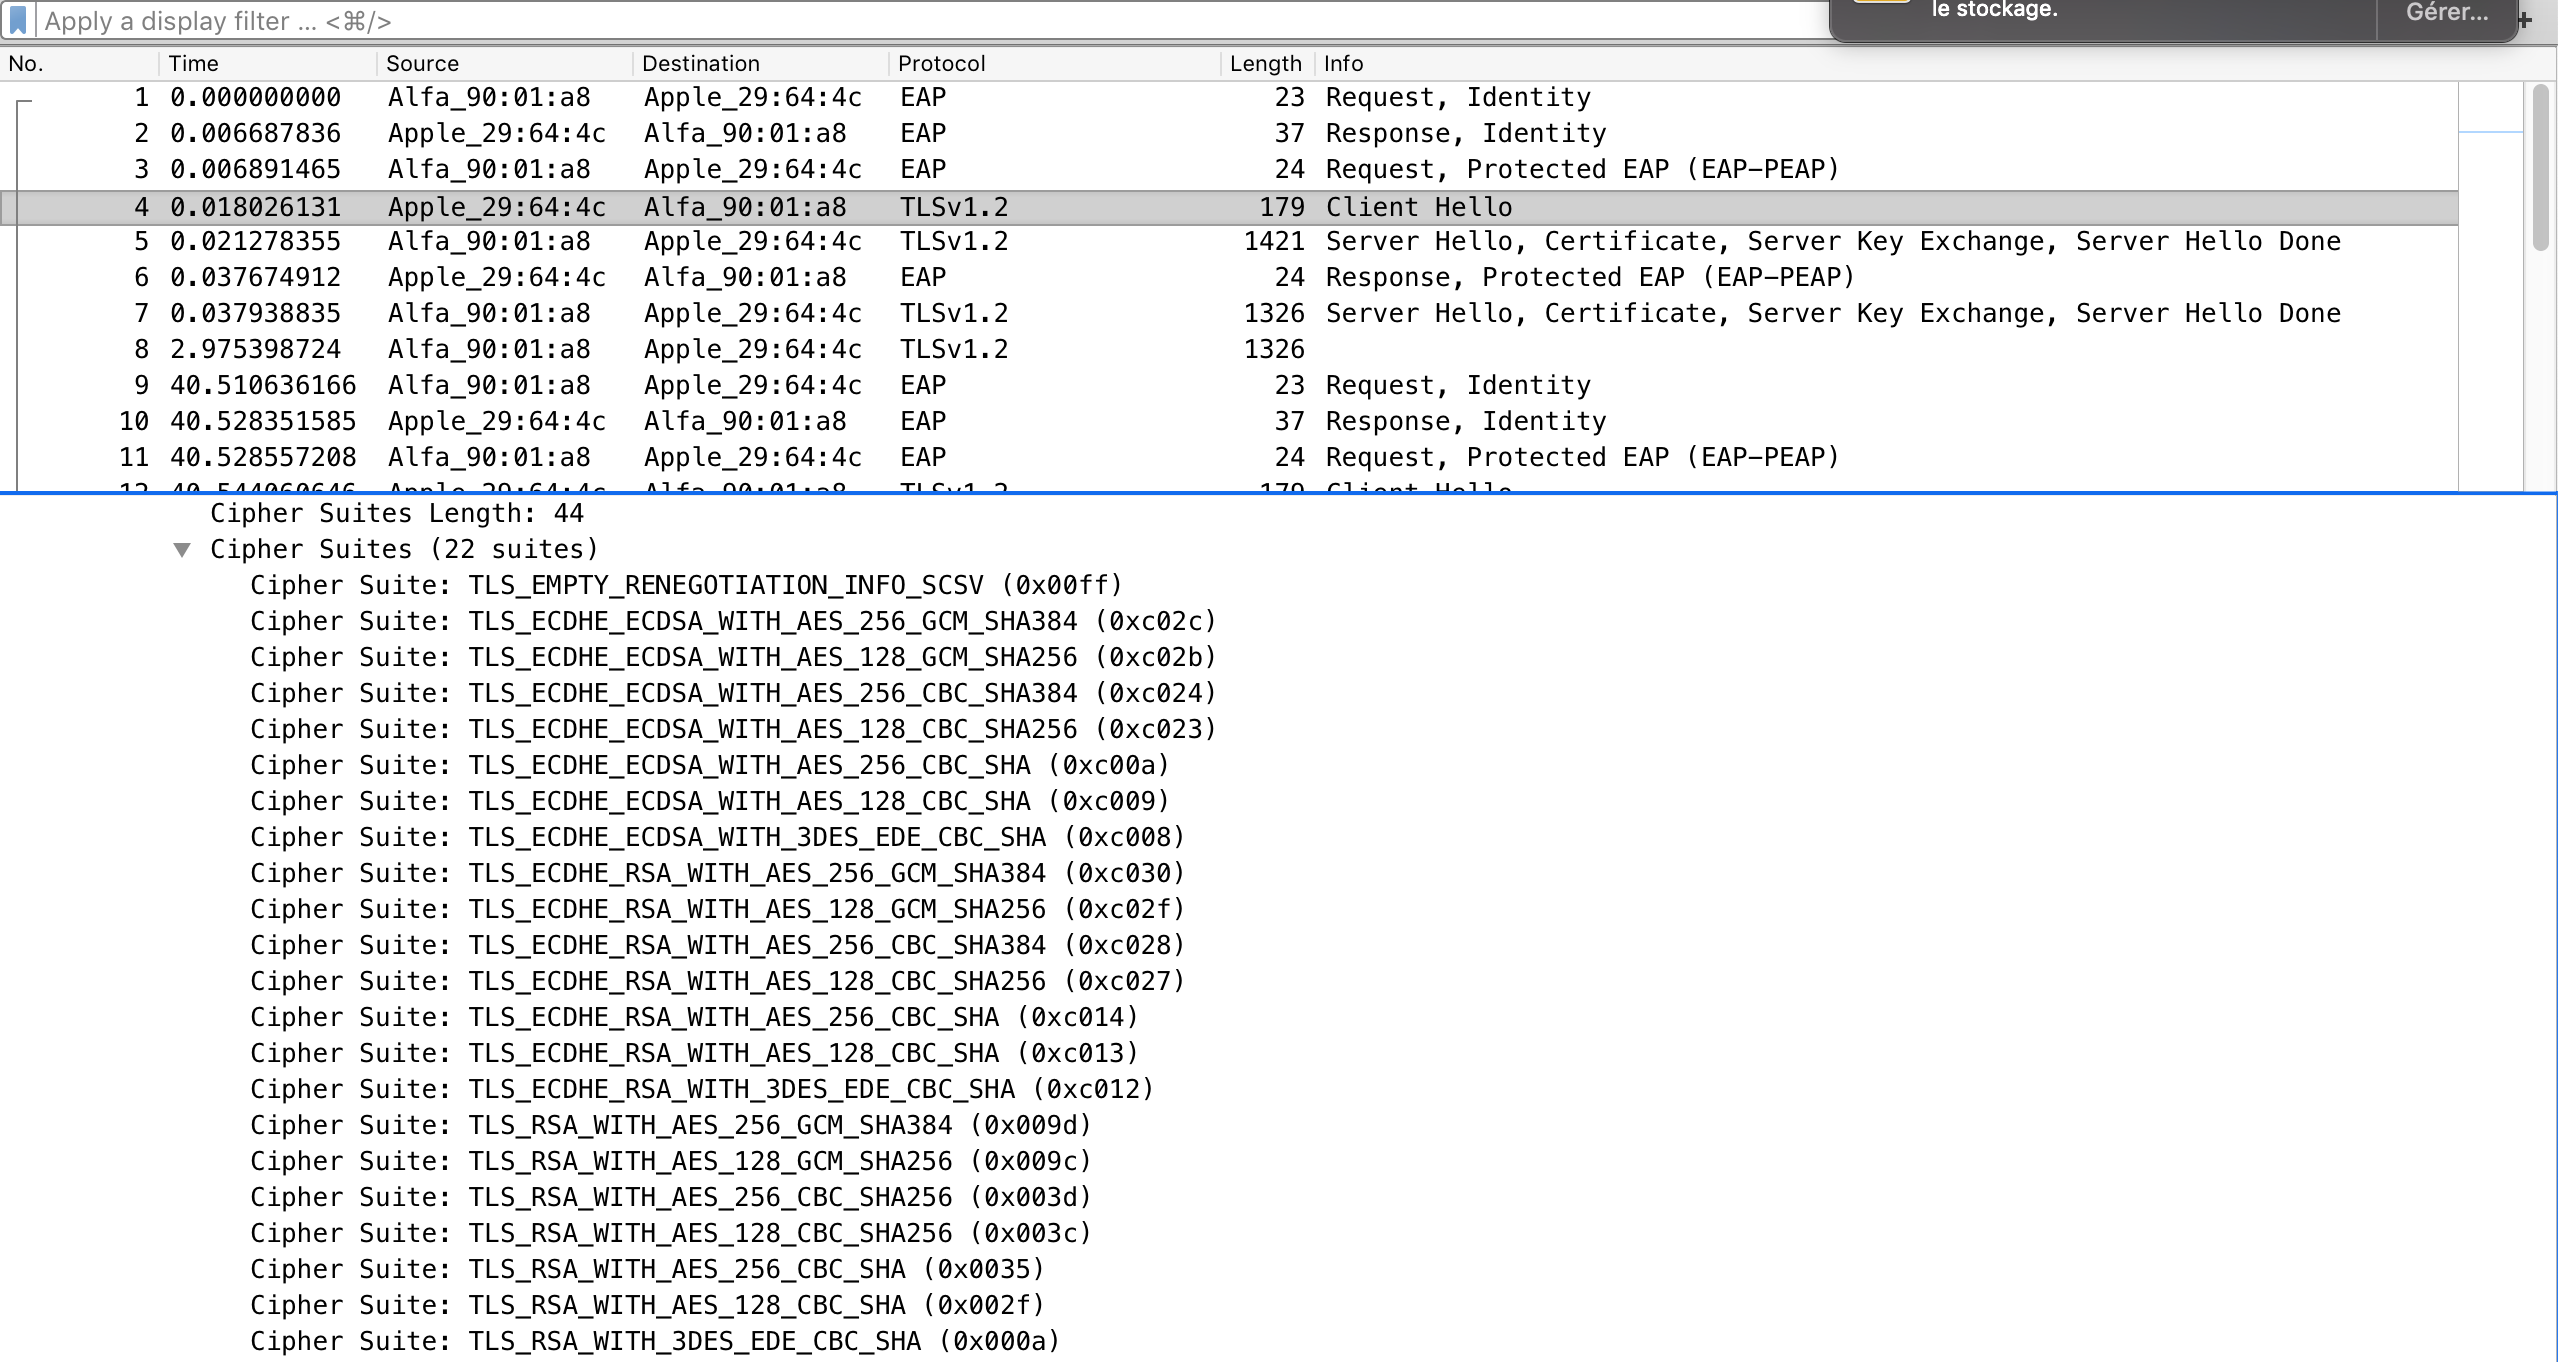 Apply a display filter ... <⌘/>
le stockage.
Gérer...
+
No. Time Source Destination Protocol Length Info
1 0.000000000 Alfa_90:01:a8 Apple_29:64:4c EAP 23 Request, Identity
2 0.006687836 Apple_29:64:4c Alfa_90:01:a8 EAP 37 Response, Identity
3 0.006891465 Alfa_90:01:a8 Apple_29:64:4c EAP 24 Request, Protected EAP (EAP-PEAP)
4 0.018026131 Apple_29:64:4c Alfa_90:01:a8 TLSv1.2 179 Client Hello
5 0.021278355 Alfa_90:01:a8 Apple_29:64:4c TLSv1.2 1421 Server Hello, Certificate, Server Key Exchange, Server Hello Done
6 0.037674912 Apple_29:64:4c Alfa_90:01:a8 EAP 24 Response, Protected EAP (EAP-PEAP)
7 0.037938835 Alfa_90:01:a8 Apple_29:64:4c TLSv1.2 1326 Server Hello, Certificate, Server Key Exchange, Server Hello Done
8 2.975398724 Alfa_90:01:a8 Apple_29:64:4c TLSv1.2 1326
9 40.510636166 Alfa_90:01:a8 Apple_29:64:4c EAP 23 Request, Identity
10 40.528351585 Apple_29:64:4c Alfa_90:01:a8 EAP 37 Response, Identity
11 40.528557208 Alfa_90:01:a8 Apple_29:64:4c EAP 24 Request, Protected EAP (EAP-PEAP)
12 40.544060646 Apple_29:64:4c Alfa_90:01:a8 TLSv1.2 179 Client Hello
Cipher Suites Length: 44
Cipher Suites (22 suites)
Cipher Suite: TLS_EMPTY_RENEGOTIATION_INFO_SCSV (0x00ff)
Cipher Suite: TLS_ECDHE_ECDSA_WITH_AES_256_GCM_SHA384 (0xc02c)
Cipher Suite: TLS_ECDHE_ECDSA_WITH_AES_128_GCM_SHA256 (0xc02b)
Cipher Suite: TLS_ECDHE_ECDSA_WITH_AES_256_CBC_SHA384 (0xc024)
Cipher Suite: TLS_ECDHE_ECDSA_WITH_AES_128_CBC_SHA256 (0xc023)
Cipher Suite: TLS_ECDHE_ECDSA_WITH_AES_256_CBC_SHA (0xc00a)
Cipher Suite: TLS_ECDHE_ECDSA_WITH_AES_128_CBC_SHA (0xc009)
Cipher Suite: TLS_ECDHE_ECDSA_WITH_3DES_EDE_CBC_SHA (0xc008)
Cipher Suite: TLS_ECDHE_RSA_WITH_AES_256_GCM_SHA384 (0xc030)
Cipher Suite: TLS_ECDHE_RSA_WITH_AES_128_GCM_SHA256 (0xc02f)
Cipher Suite: TLS_ECDHE_RSA_WITH_AES_256_CBC_SHA384 (0xc028)
Cipher Suite: TLS_ECDHE_RSA_WITH_AES_128_CBC_SHA256 (0xc027)
Cipher Suite: TLS_ECDHE_RSA_WITH_AES_256_CBC_SHA (0xc014)
Cipher Suite: TLS_ECDHE_RSA_WITH_AES_128_CBC_SHA (0xc013)
Cipher Suite: TLS_ECDHE_RSA_WITH_3DES_EDE_CBC_SHA (0xc012)
Cipher Suite: TLS_RSA_WITH_AES_256_GCM_SHA384 (0x009d)
Cipher Suite: TLS_RSA_WITH_AES_128_GCM_SHA256 (0x009c)
Cipher Suite: TLS_RSA_WITH_AES_256_CBC_SHA256 (0x003d)
Cipher Suite: TLS_RSA_WITH_AES_128_CBC_SHA256 (0x003c)
Cipher Suite: TLS_RSA_WITH_AES_256_CBC_SHA (0x0035)
Cipher Suite: TLS_RSA_WITH_AES_128_CBC_SHA (0x002f)
Cipher Suite: TLS_RSA_WITH_3DES_EDE_CBC_SHA (0x000a)